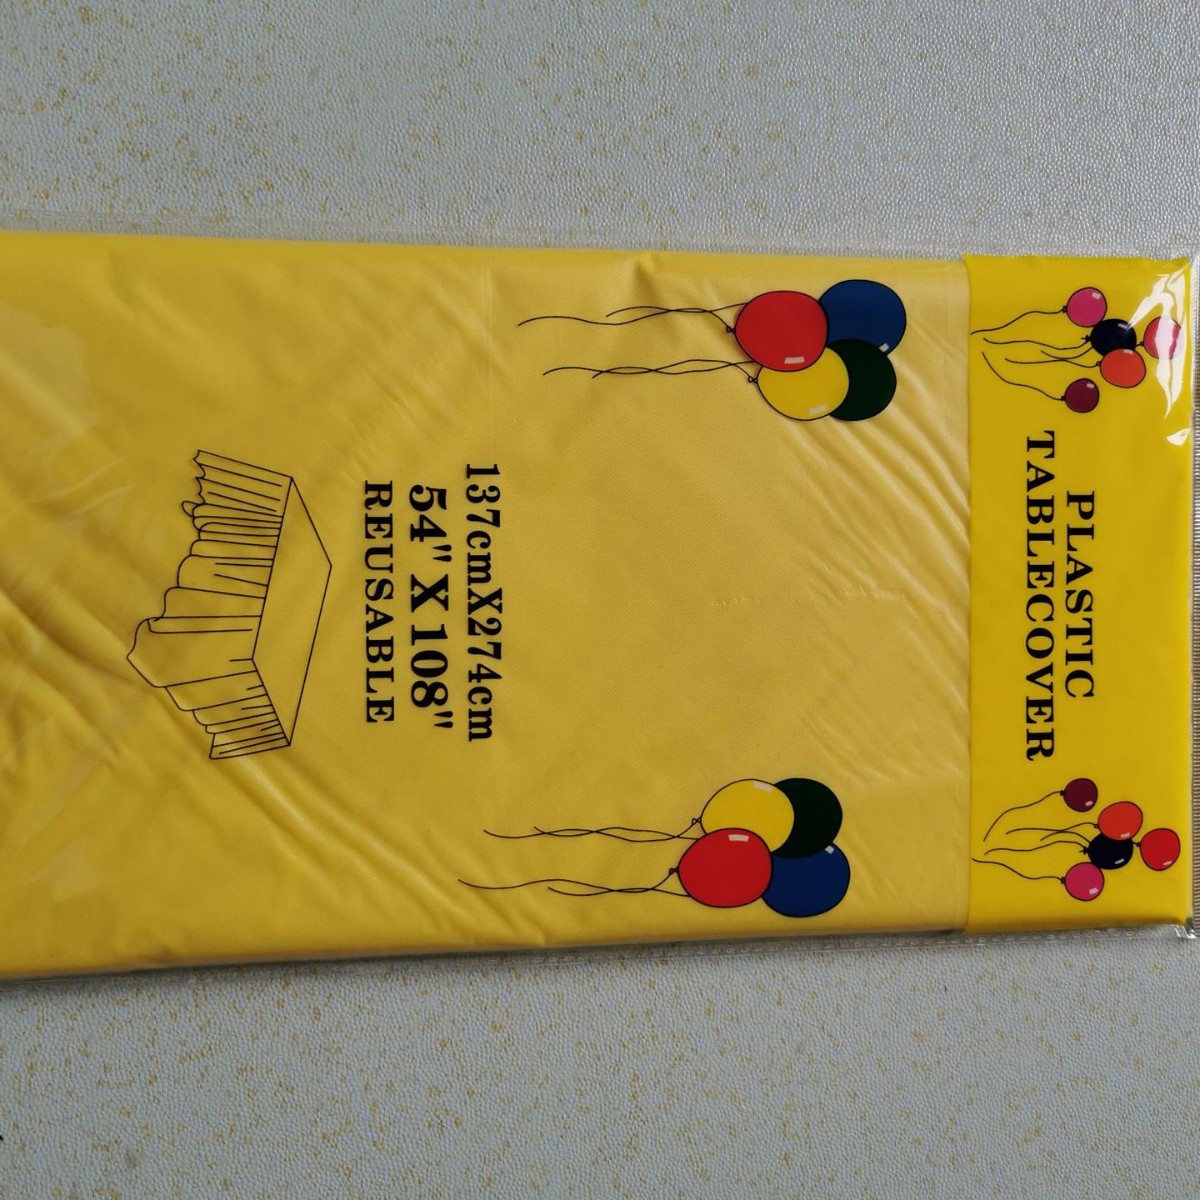 PLASTIC
TABLECOVER
137cmX274cm
54" X 108"
REUSABLE